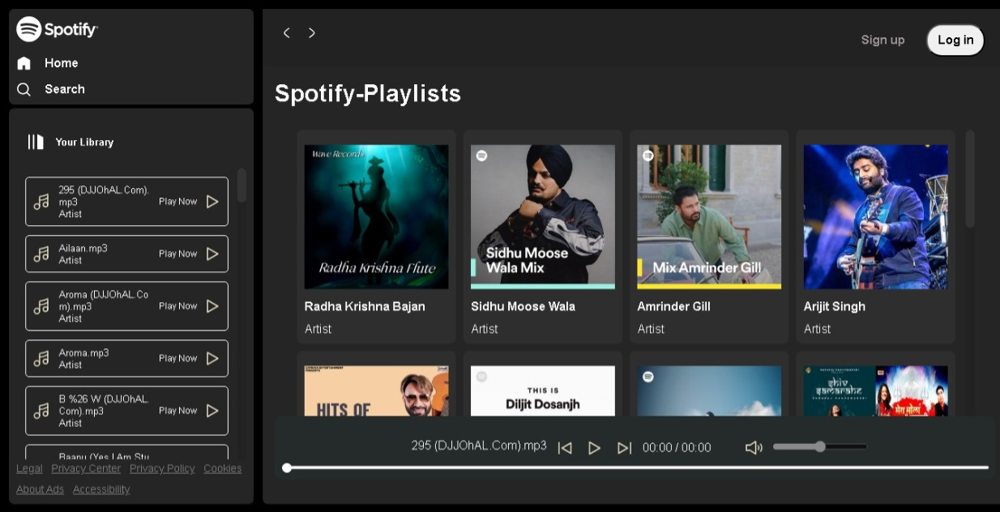 Spotify
Home
Search
Your Library
295 (DJJOhAL.Com).
mp3
Artist
Play Now
Ailaan.mp3
Artist
Play Now
Aroma (DJJOhAL.Co
m).mp3
Artist
Play Now
Aroma.mp3
Artist
Play Now
B %26 W (DJJOhAL.
Com).mp3
Artist
Play Now
Baanu (Yes I Am Stu
Legal Privacy Center Privacy Policy Cookies
About Ads Accessibility
Sign up
Log in
Spotify-Playlists
Wave Records
Radha Krishna Flute
Radha Krishna Bajan
Artist
Sidhu Moose
Wala Mix
Sidhu Moose Wala
Artist
Mix Amrinder Gill
Amrinder Gill
Artist
Arijit Singh
Artist
HITS OF
THIS IS
Diljit Dosanjh
shiv
samarahe
मेरा भोला
295 (DJJOhAL.Com).mp3
00:00 / 00:00